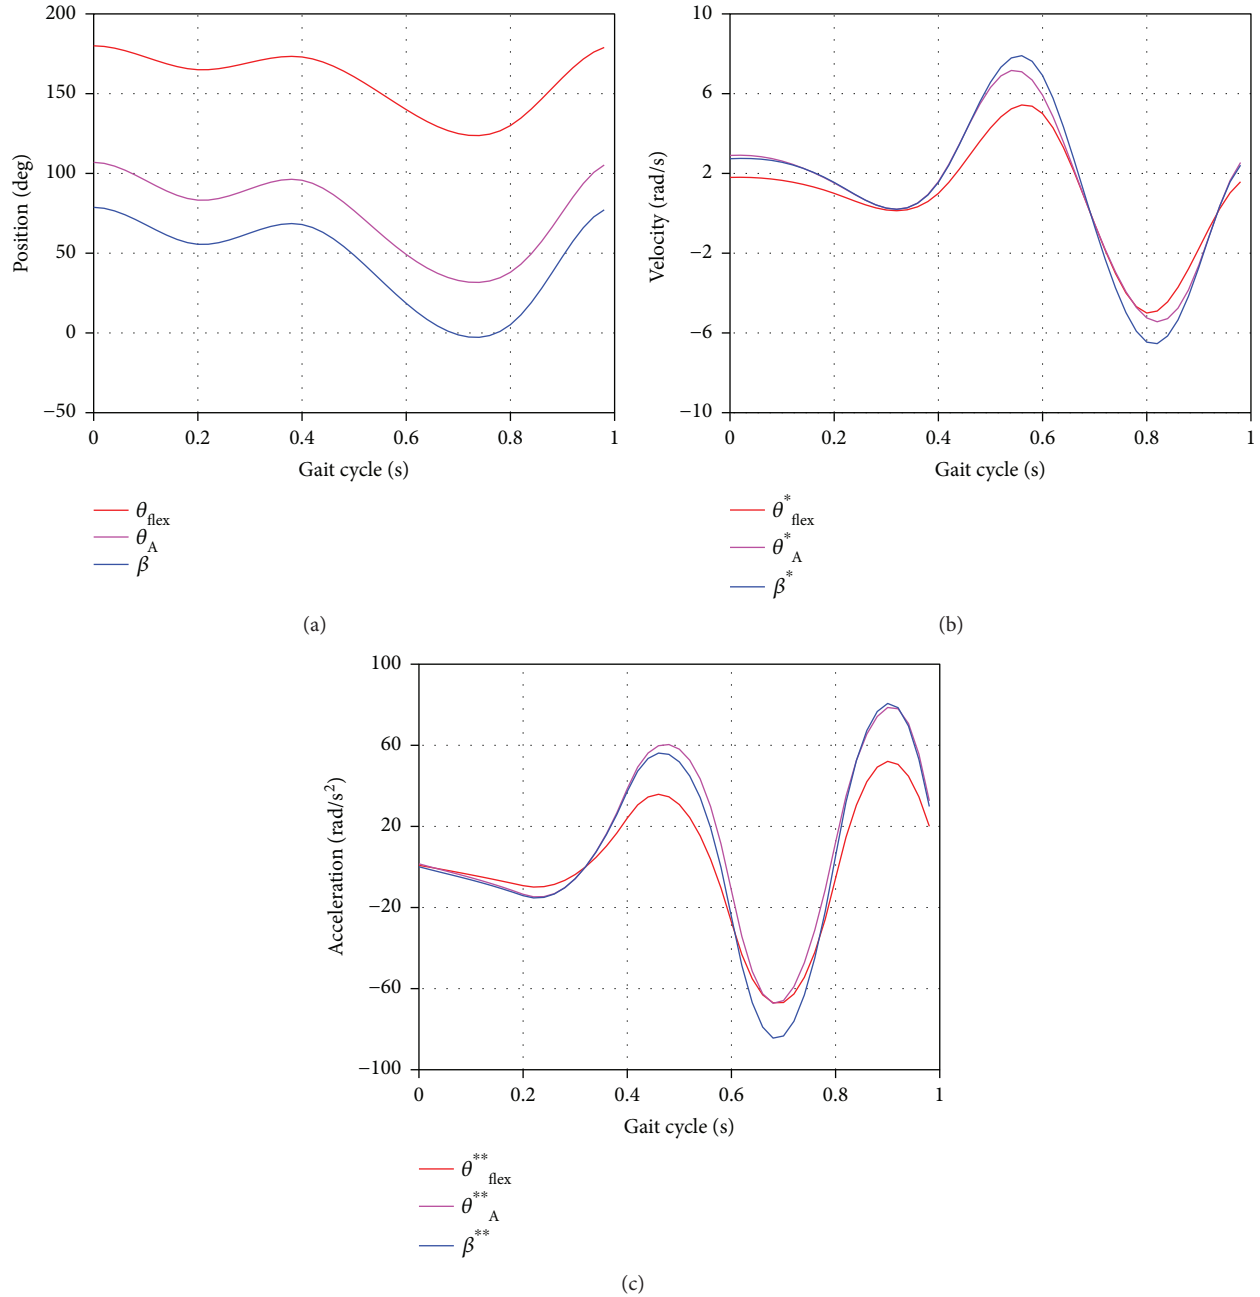 200
150
100
50
0
−50
Position (deg)
0 0.2 0.4 0.6 0.8 1
Gait cycle (s)
θflex
θA
β
(a)
10
6
2
−2
−6
−10
Velocity (rad/s)
0 0.2 0.4 0.6 0.8 1
Gait cycle (s)
θ*flex
θ*A
β*
(b)
100
60
20
−20
−60
−100
Acceleration (rad/s²)
0 0.2 0.4 0.6 0.8 1
Gait cycle (s)
θ**flex
θ**A
β**
(c)